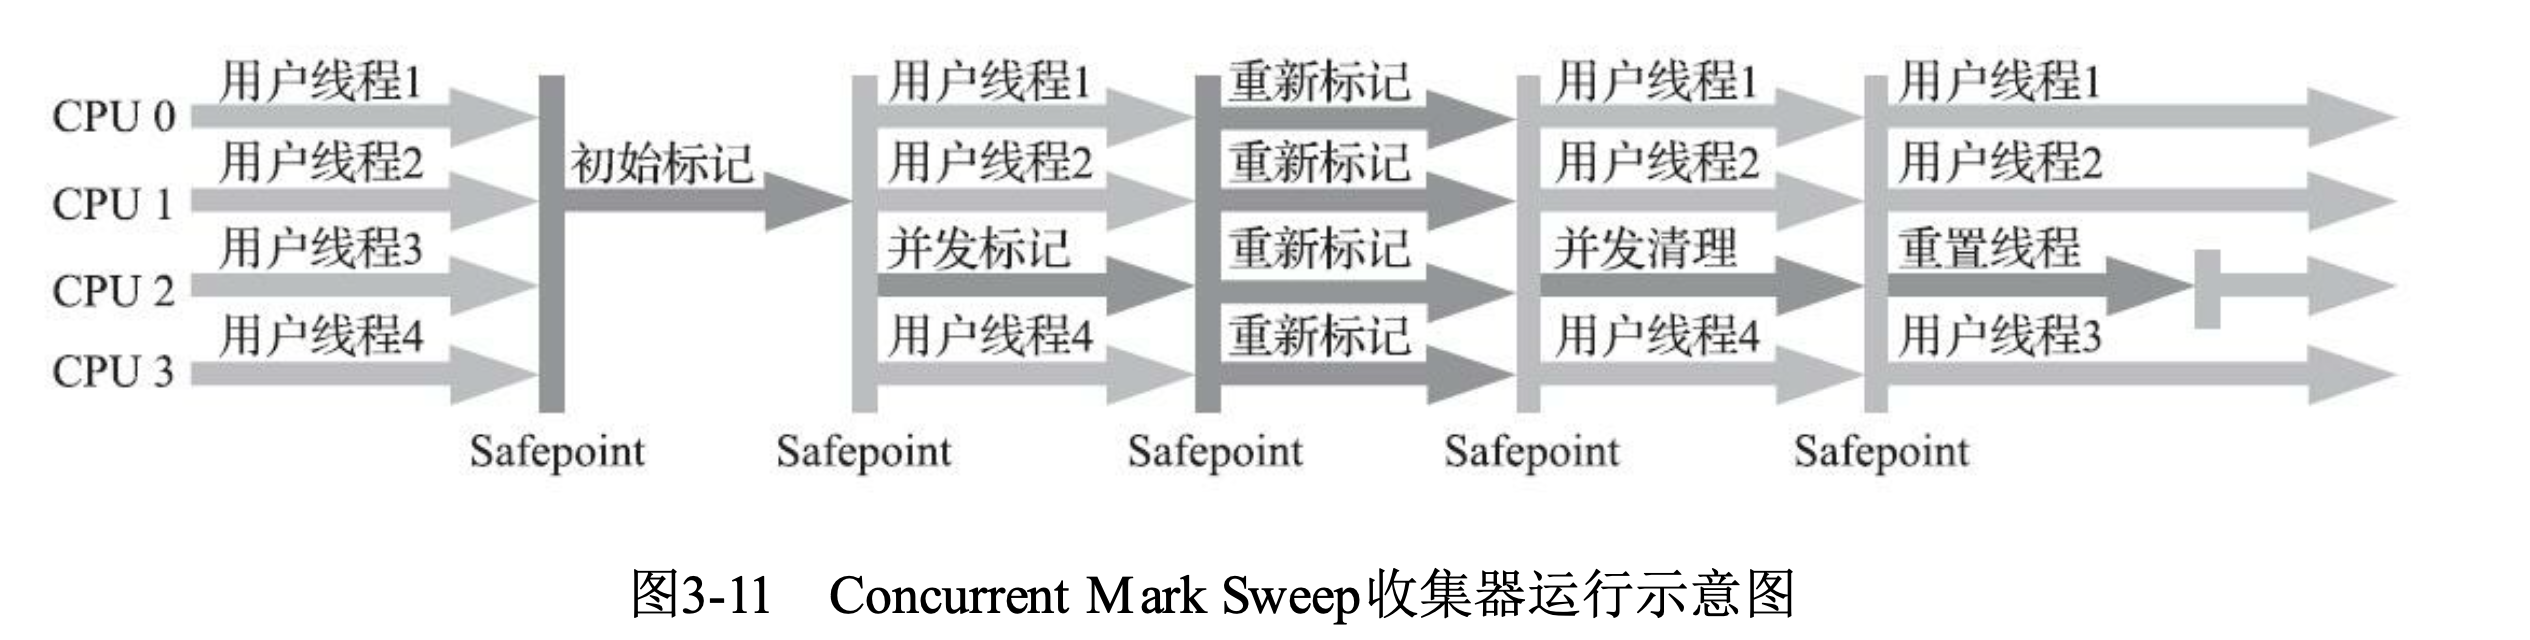 用户线程1 用户线程1 重新标记 用户线程1 用户线程1
CPU 0
用户线程2 初始标记 用户线程2 重新标记 用户线程2 用户线程2
CPU 1
用户线程3 并发标记 重新标记 并发清理 重置线程
CPU 2
用户线程4 用户线程4 重新标记 用户线程4 用户线程3
CPU 3
Safepoint Safepoint Safepoint Safepoint Safepoint
图3-11 Concurrent Mark Sweep收集器运行示意图